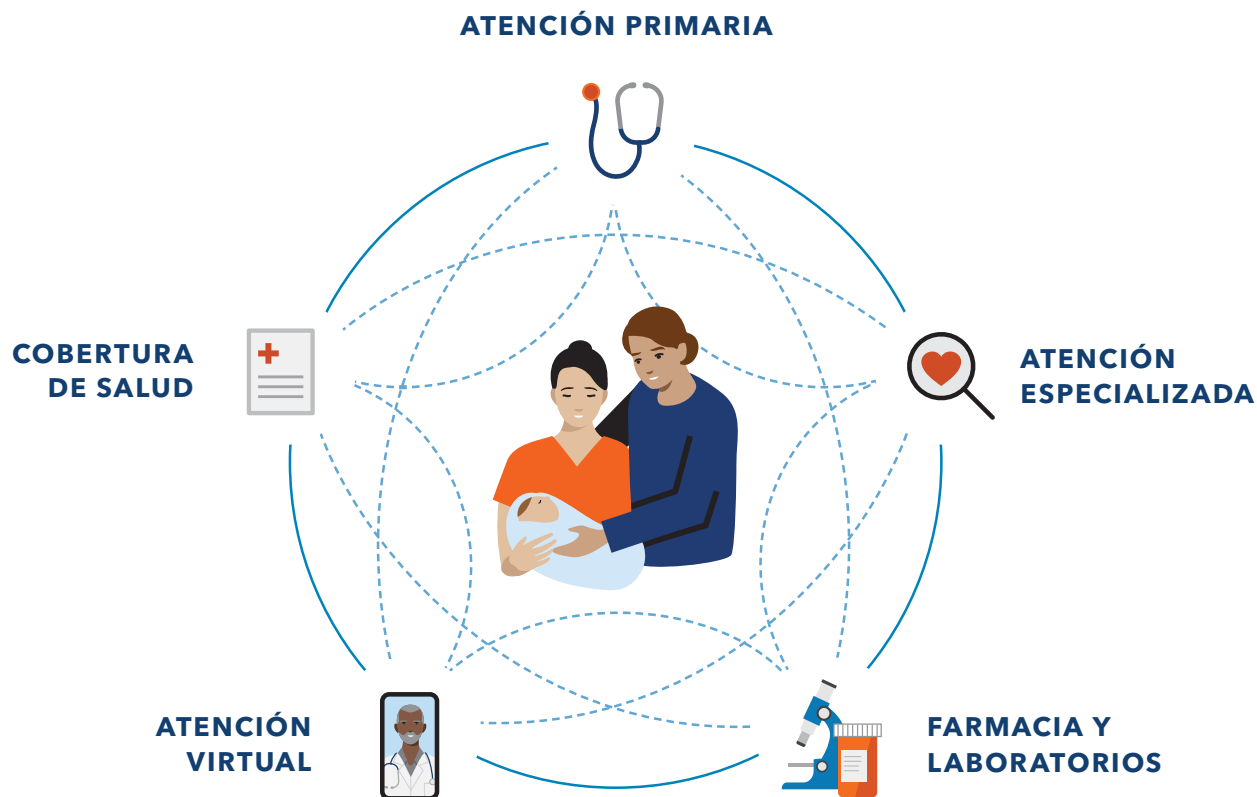 ATENCIÓN PRIMARIA
COBERTURA
DE SALUD
ATENCIÓN
ESPECIALIZADA
ATENCIÓN
VIRTUAL
FARMACIA Y
LABORATORIOS